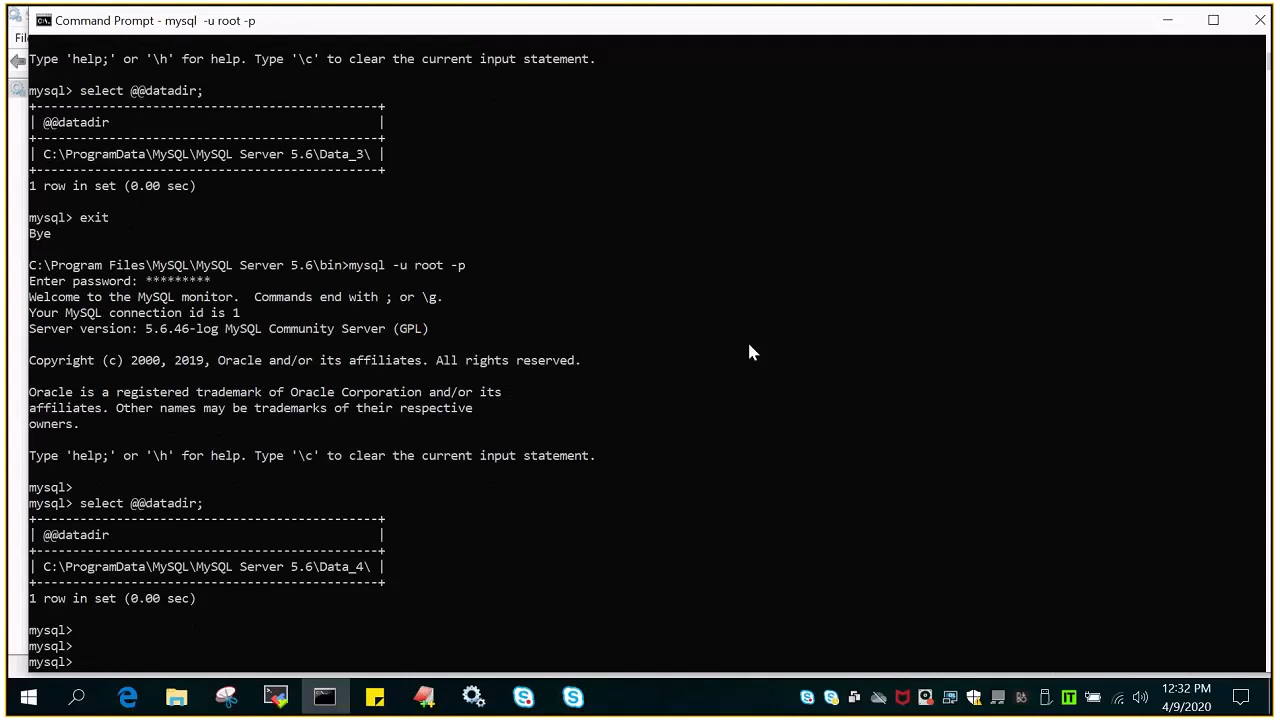 Command Prompt - mysql  -u root -p
Fil
Type 'help;' or '\h' for help. Type '\c' to clear the current input statement.
mysql> select @@datadir;
+------------------------------------------+
| @@datadir                                |
+------------------------------------------+
| C:\ProgramData\MySQL\MySQL Server 5.6\Data_3\ |
+------------------------------------------+
1 row in set (0.00 sec)
mysql> exit
Bye
C:\Program Files\MySQL\MySQL Server 5.6\bin>mysql -u root -p
Enter password: *********
Welcome to the MySQL monitor.  Commands end with ; or \g.
Your MySQL connection id is 1
Server version: 5.6.46-log MySQL Community Server (GPL)
Copyright (c) 2000, 2019, Oracle and/or its affiliates. All rights reserved.
Oracle is a registered trademark of Oracle Corporation and/or its
affiliates. Other names may be trademarks of their respective
owners.
Type 'help;' or '\h' for help. Type '\c' to clear the current input statement.
mysql>
mysql> select @@datadir;
+------------------------------------------+
| @@datadir                                |
+------------------------------------------+
| C:\ProgramData\MySQL\MySQL Server 5.6\Data_4\ |
+------------------------------------------+
1 row in set (0.00 sec)
mysql>
mysql>
mysql>
12:32 PM
4/9/2020